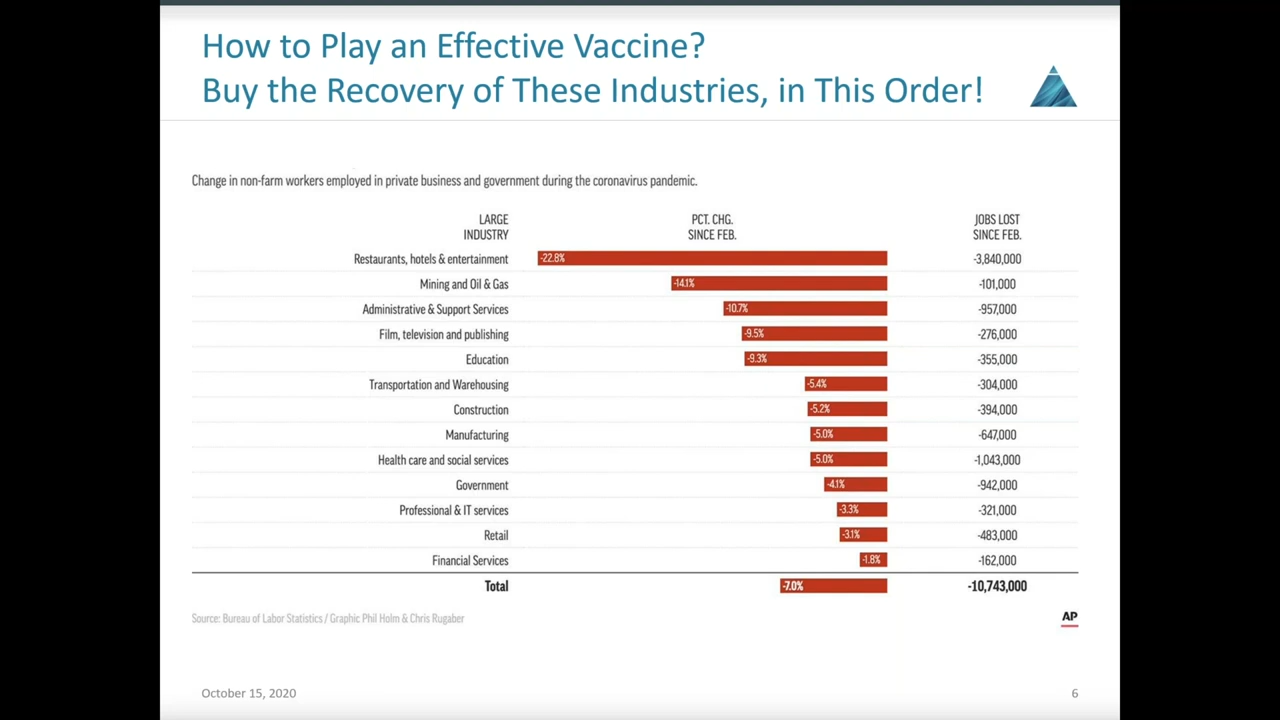 How to Play an Effective Vaccine?
Buy the Recovery of These Industries, in This Order!
Change in non-farm workers employed in private business and government during the coronavirus pandemic.
LARGE INDUSTRY PCT. CHG. SINCE FEB. JOBS LOST SINCE FEB.
Restaurants, hotels & entertainment -22.8% -3,840,000
Mining and Oil & Gas -14.1% -101,000
Administrative & Support Services -10.7% -957,000
Film, television and publishing -9.5% -276,000
Education -9.3% -355,000
Transportation and Warehousing -5.4% -304,000
Construction -5.2% -394,000
Manufacturing -5.0% -647,000
Health care and social services -5.0% -1,043,000
Government -4.1% -942,000
Professional & IT services -3.3% -321,000
Retail -3.1% -483,000
Financial Services -1.8% -162,000
Total -7.0% -10,743,000
Source: Bureau of Labor Statistics / Graphic Phil Holm & Chris Rugaber AP
October 15, 2020 6